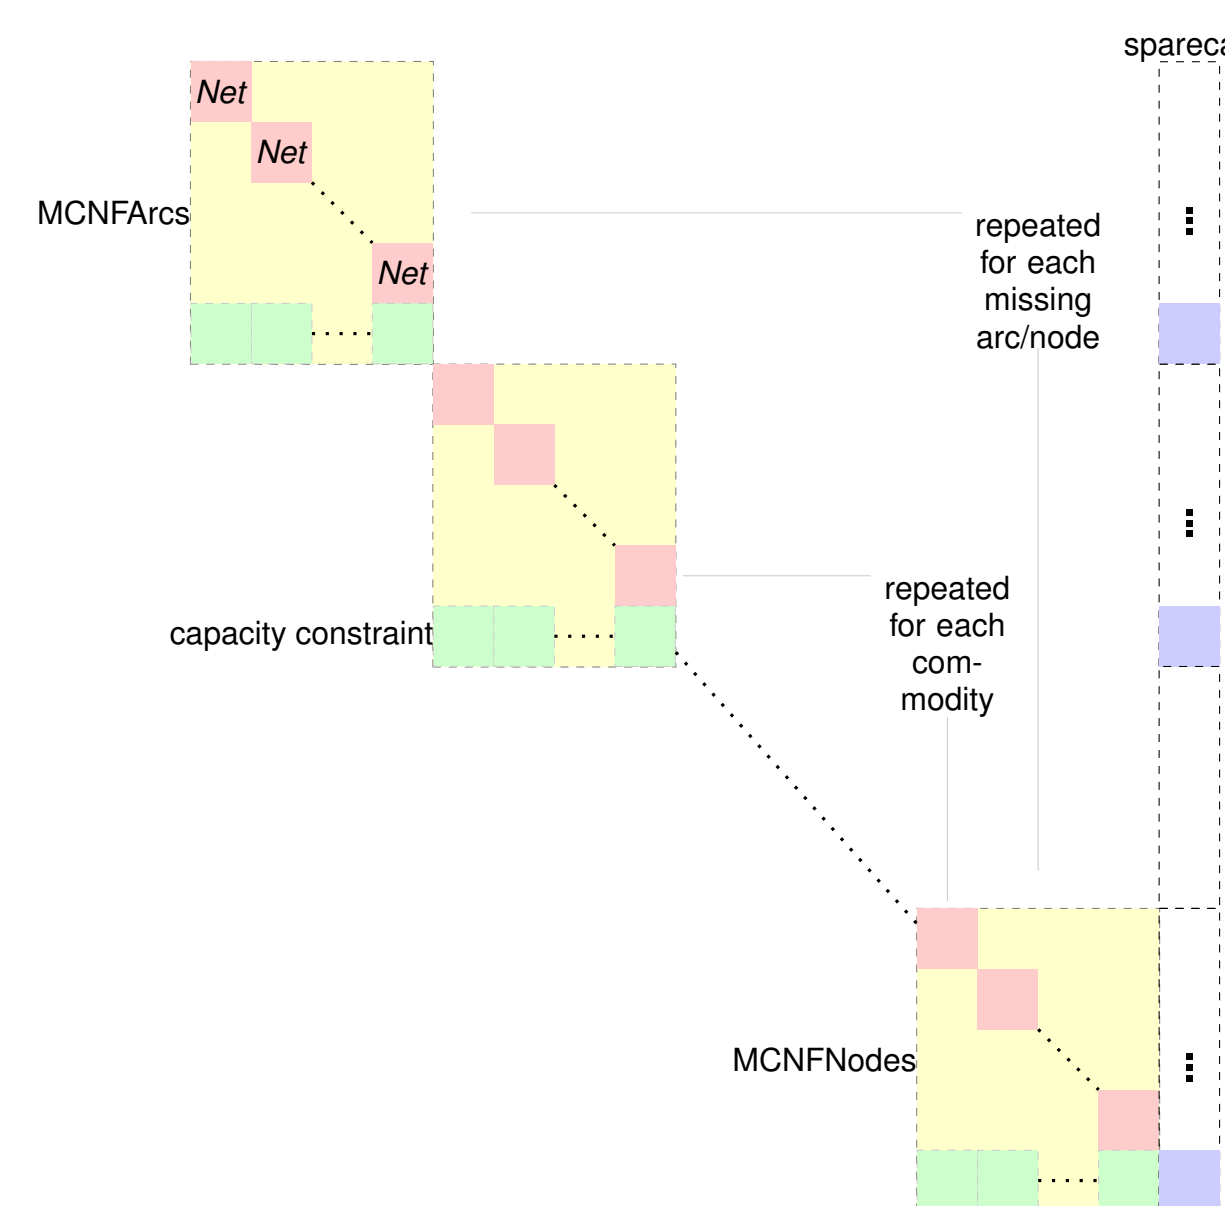 spareca
Net
Net
MCNFArcs
repeated
for each
missing
arc/node
Net
repeated
for each
com-
modity
capacity constraint
MCNFNodes